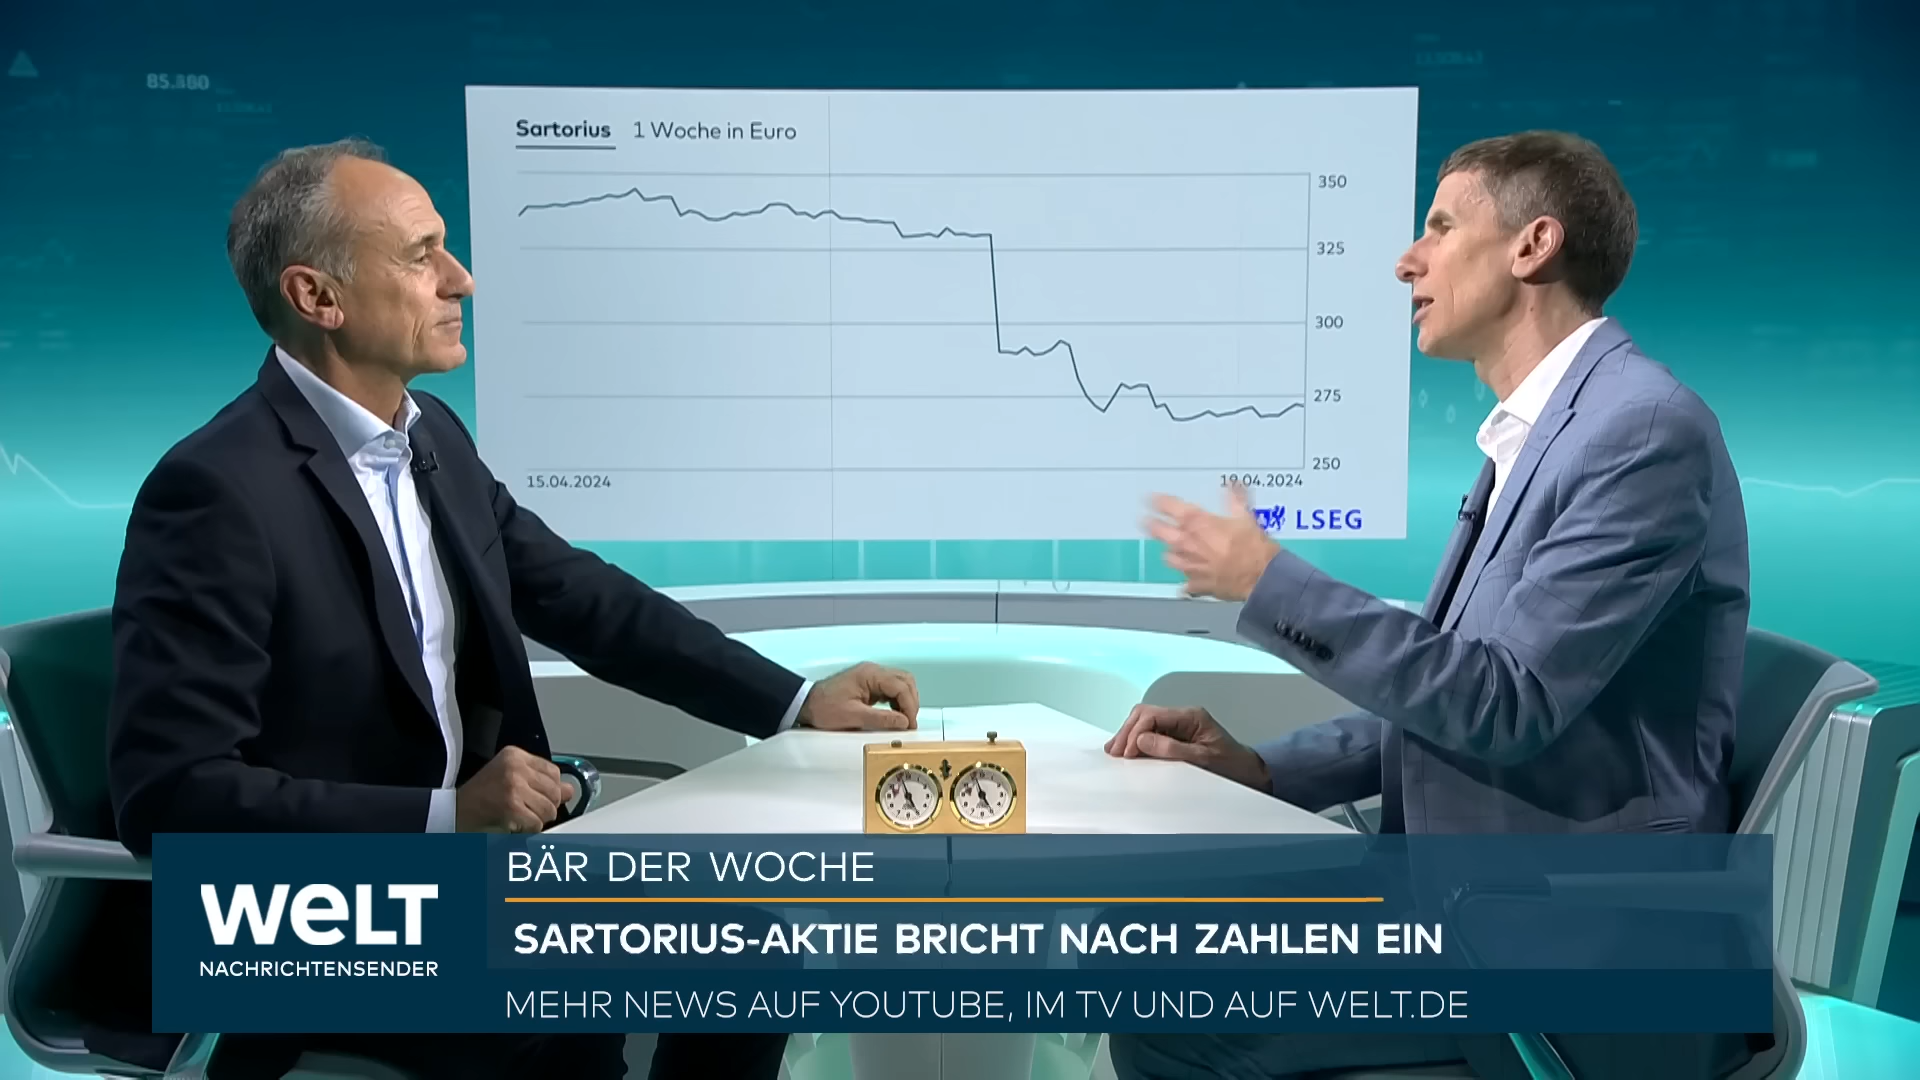 85.480
Sartorius 1 Woche in Euro
350
325
300
275
250
15.04.2024
19.04.2024
LSEG
BÄR DER WOCHE
SARTORIUS-AKTIE BRICHT NACH ZAHLEN EIN
MEHR NEWS AUF YOUTUBE, IM TV UND AUF WELT.DE
WELT
NACHRICHTENSENDER